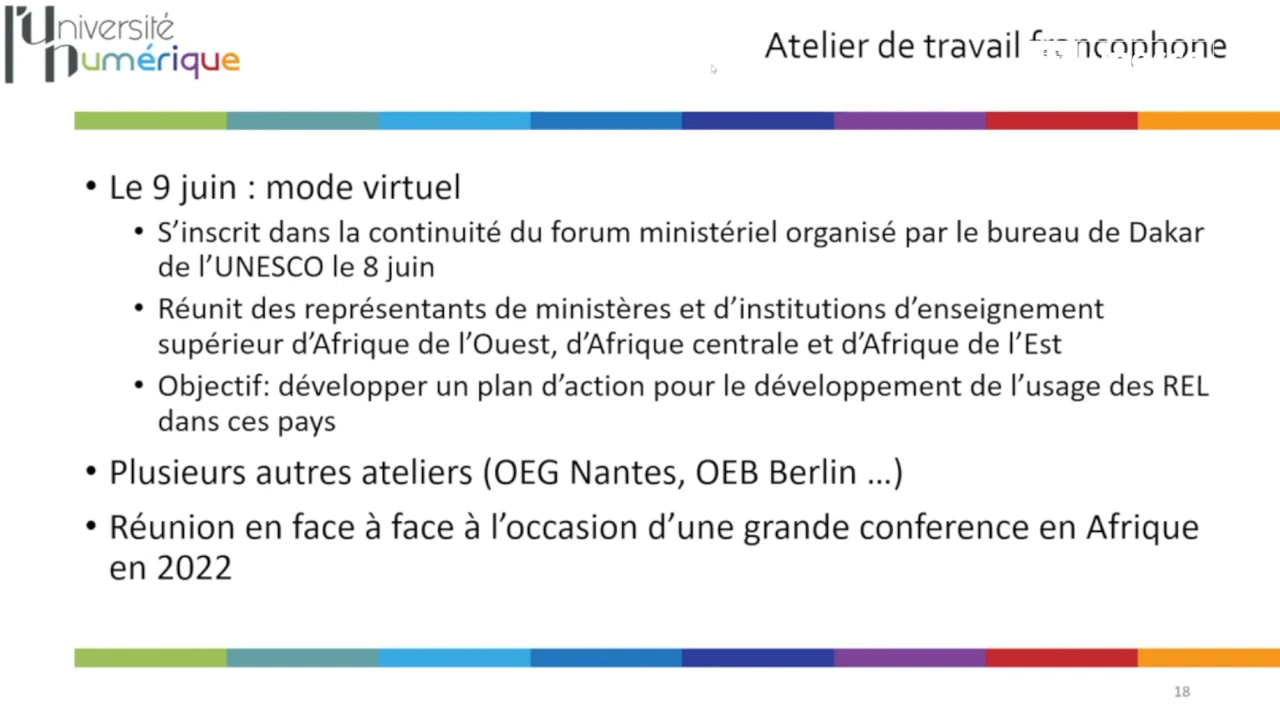 l'Université
Numérique
Atelier de travail francophone
• Le 9 juin : mode virtuel
• S’inscrit dans la continuité du forum ministériel organisé par le bureau de Dakar
de l’UNESCO le 8 juin
• Réunit des représentants de ministères et d’institutions d’enseignement
supérieur d’Afrique de l’Ouest, d’Afrique centrale et d’Afrique de l’Est
• Objectif: développer un plan d’action pour le développement de l’usage des REL
dans ces pays
• Plusieurs autres ateliers (OEG Nantes, OEB Berlin …)
• Réunion en face à face à l’occasion d’une grande conference en Afrique
en 2022
18